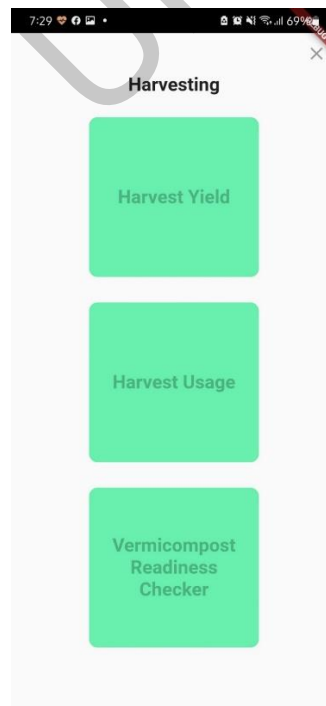 7:29 69%
Harvesting
Harvest Yield
Harvest Usage
Vermicompost
Readiness
Checker